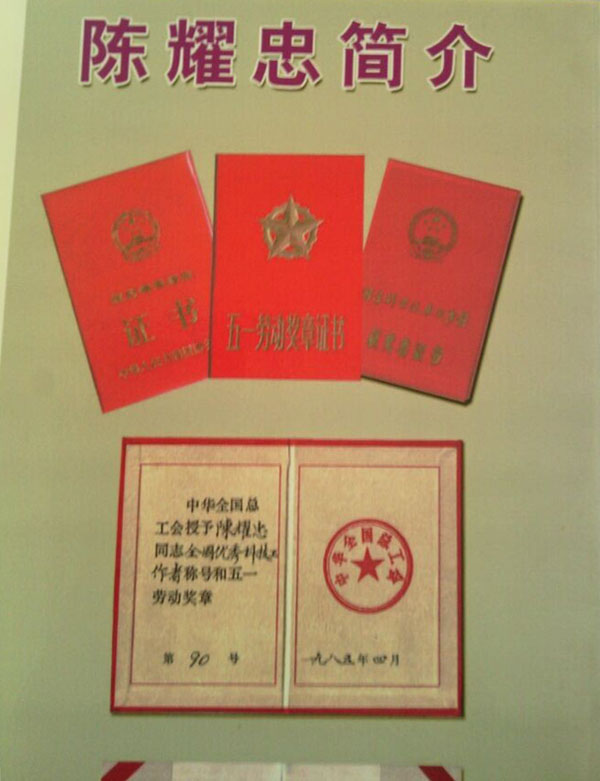 陈耀忠简介
证书
五一劳动奖章证书
中华全国总
工会授予陳耀忠
同志全國优秀科技工
作者称号和五一
劳动奖章
第 90 号
中华全国总工会
一九八五年四月